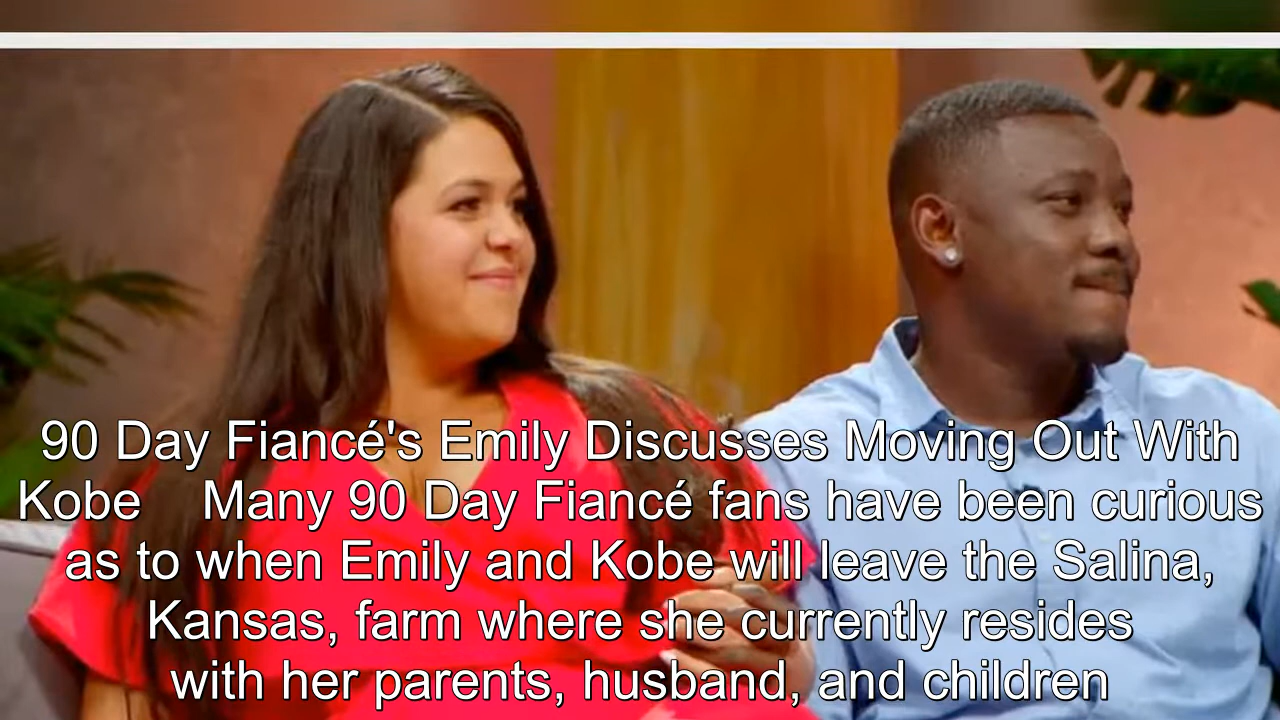 90 Day Fiancé's Emily Discusses Moving Out With
Kobe Many 90 Day Fiancé fans have been curious
as to when Emily and Kobe will leave the Salina,
Kansas, farm where she currently resides
with her parents, husband, and children